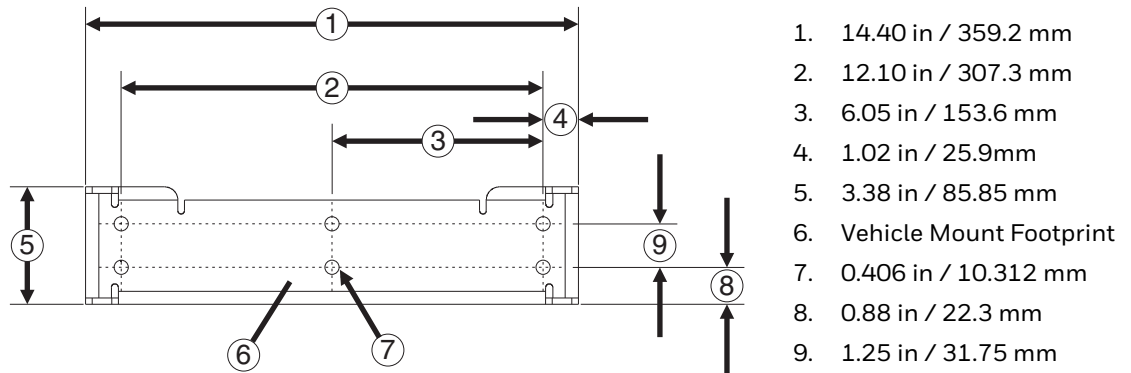 1
2
3
4
5
6
7
8
9
1. 14.40 in / 359.2 mm
2. 12.10 in / 307.3 mm
3. 6.05 in / 153.6 mm
4. 1.02 in / 25.9mm
5. 3.38 in / 85.85 mm
6. Vehicle Mount Footprint
7. 0.406 in / 10.312 mm
8. 0.88 in / 22.3 mm
9. 1.25 in / 31.75 mm